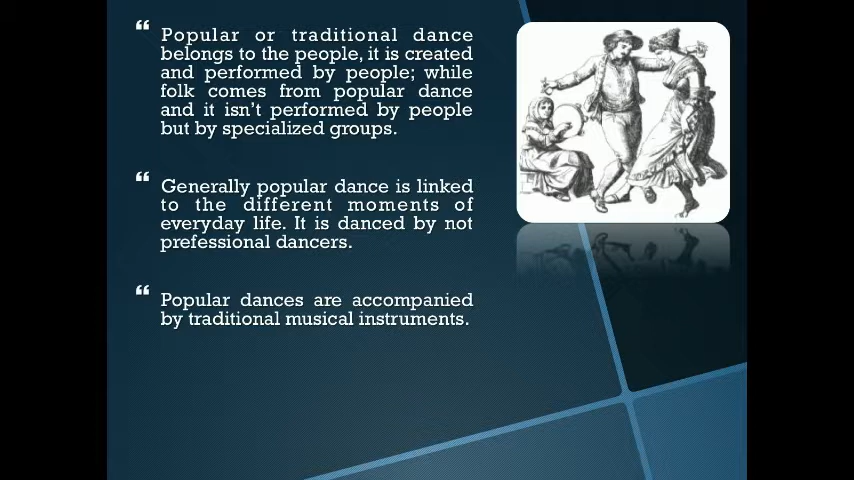 ❝ Popular or traditional dance
belongs to the people, it is created
and performed by people; while
folk comes from popular dance
and it isn't performed by people
but by specialized groups.
❝ Generally popular dance is linked
to the different moments of
everyday life. It is danced by not
prefessional dancers.
❝ Popular dances are accompanied
by traditional musical instruments.